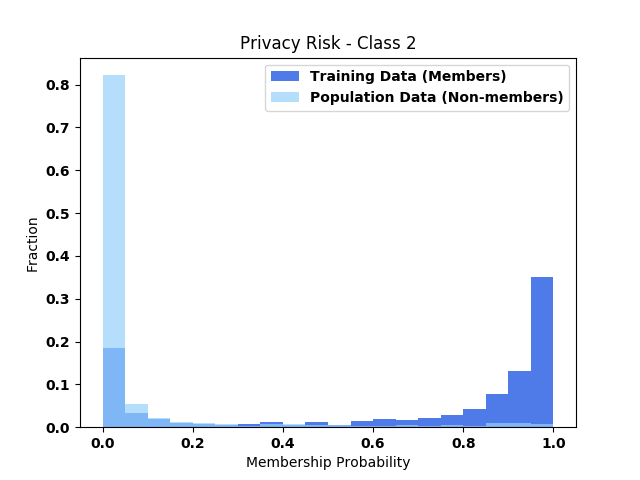 Privacy Risk - Class 2
Training Data (Members)
Population Data (Non-members)
Fraction
0.8
0.7
0.6
0.5
0.4
0.3
0.2
0.1
0.0
0.0 0.2 0.4 0.6 0.8 1.0
Membership Probability